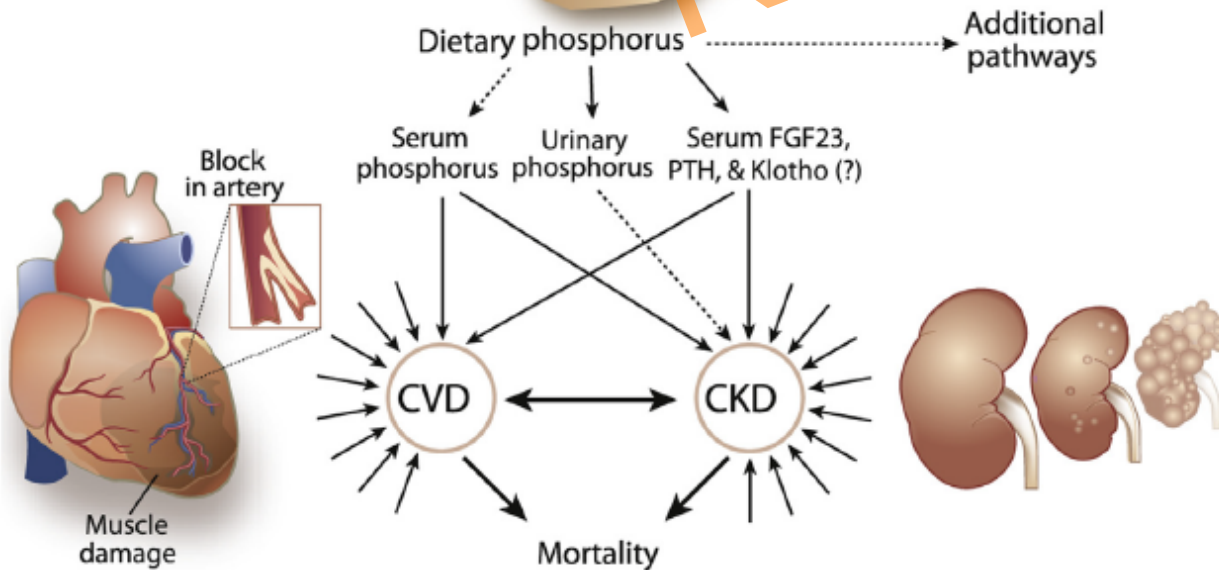 Dietary phosphorus
Additional
pathways
Serum
phosphorus
Urinary
phosphorus
Serum FGF23,
PTH, & Klotho (?)
Block
in artery
CVD
CKD
Muscle
damage
Mortality